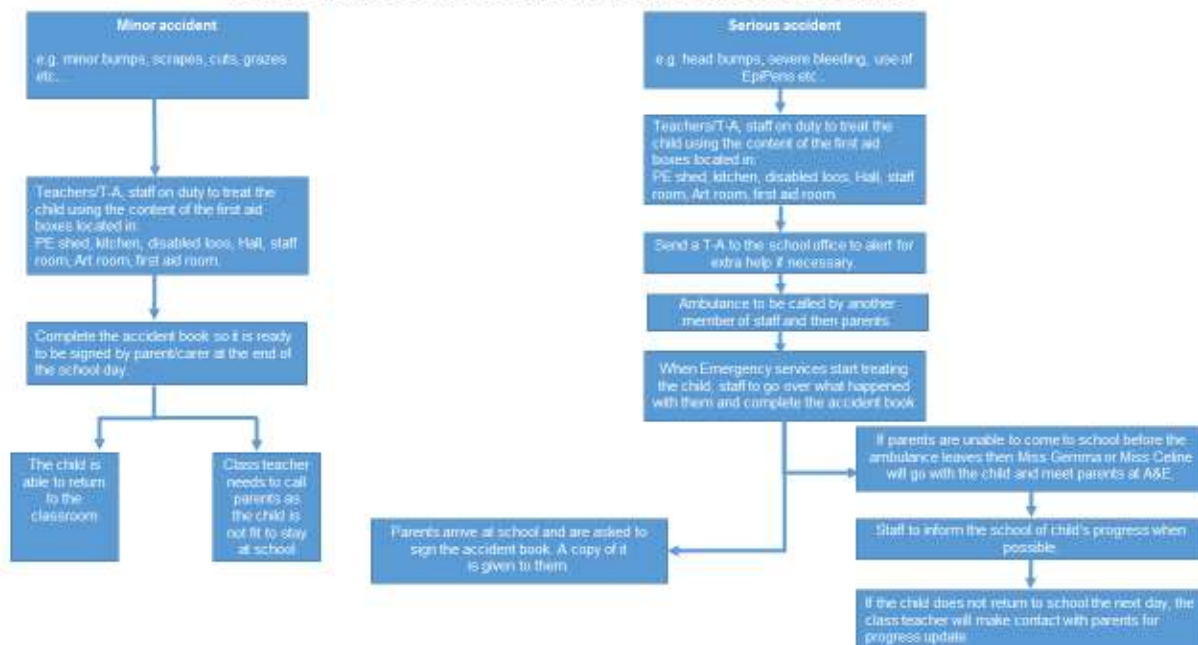 Minor accident
e.g. minor bumps, scrapes, cuts, grazes
etc...
Teachers/T-A, staff on duty to treat the
child using the content of the first aid
boxes located in:
PE shed, kitchen, disabled loos, Hall, staff
room, Art room, first aid room.
Complete the accident book so it is ready
to be signed by parent/carer at the end of
the school day.
The child is
able to return
to the
classroom
Class teacher
needs to call
parents as
the child is
not fit to stay
at school
Serious accident
e.g. head bumps, severe bleeding, use of
EpiPens etc...
Teachers/T-A, staff on duty to treat the
child using the content of the first aid
boxes located in:
PE shed, kitchen, disabled loos, Hall, staff
room, Art room, first aid room.
Send a T-A to the school office to alert for
extra help if necessary.
Ambulance to be called by another
member of staff and then parents.
When Emergency services start treating
the child, staff to go over what happened
with them and complete the accident book.
Parents arrive at school and are asked to
sign the accident book. A copy of it
is given to them.
If parents are unable to come to school before the
ambulance leaves then Miss Gemma or Miss Celine
will go with the child and meet parents at A&E.
Staff to inform the school of child's progress when
possible.
If the child does not return to school the next day, the
class teacher will make contact with parents for
progress update.